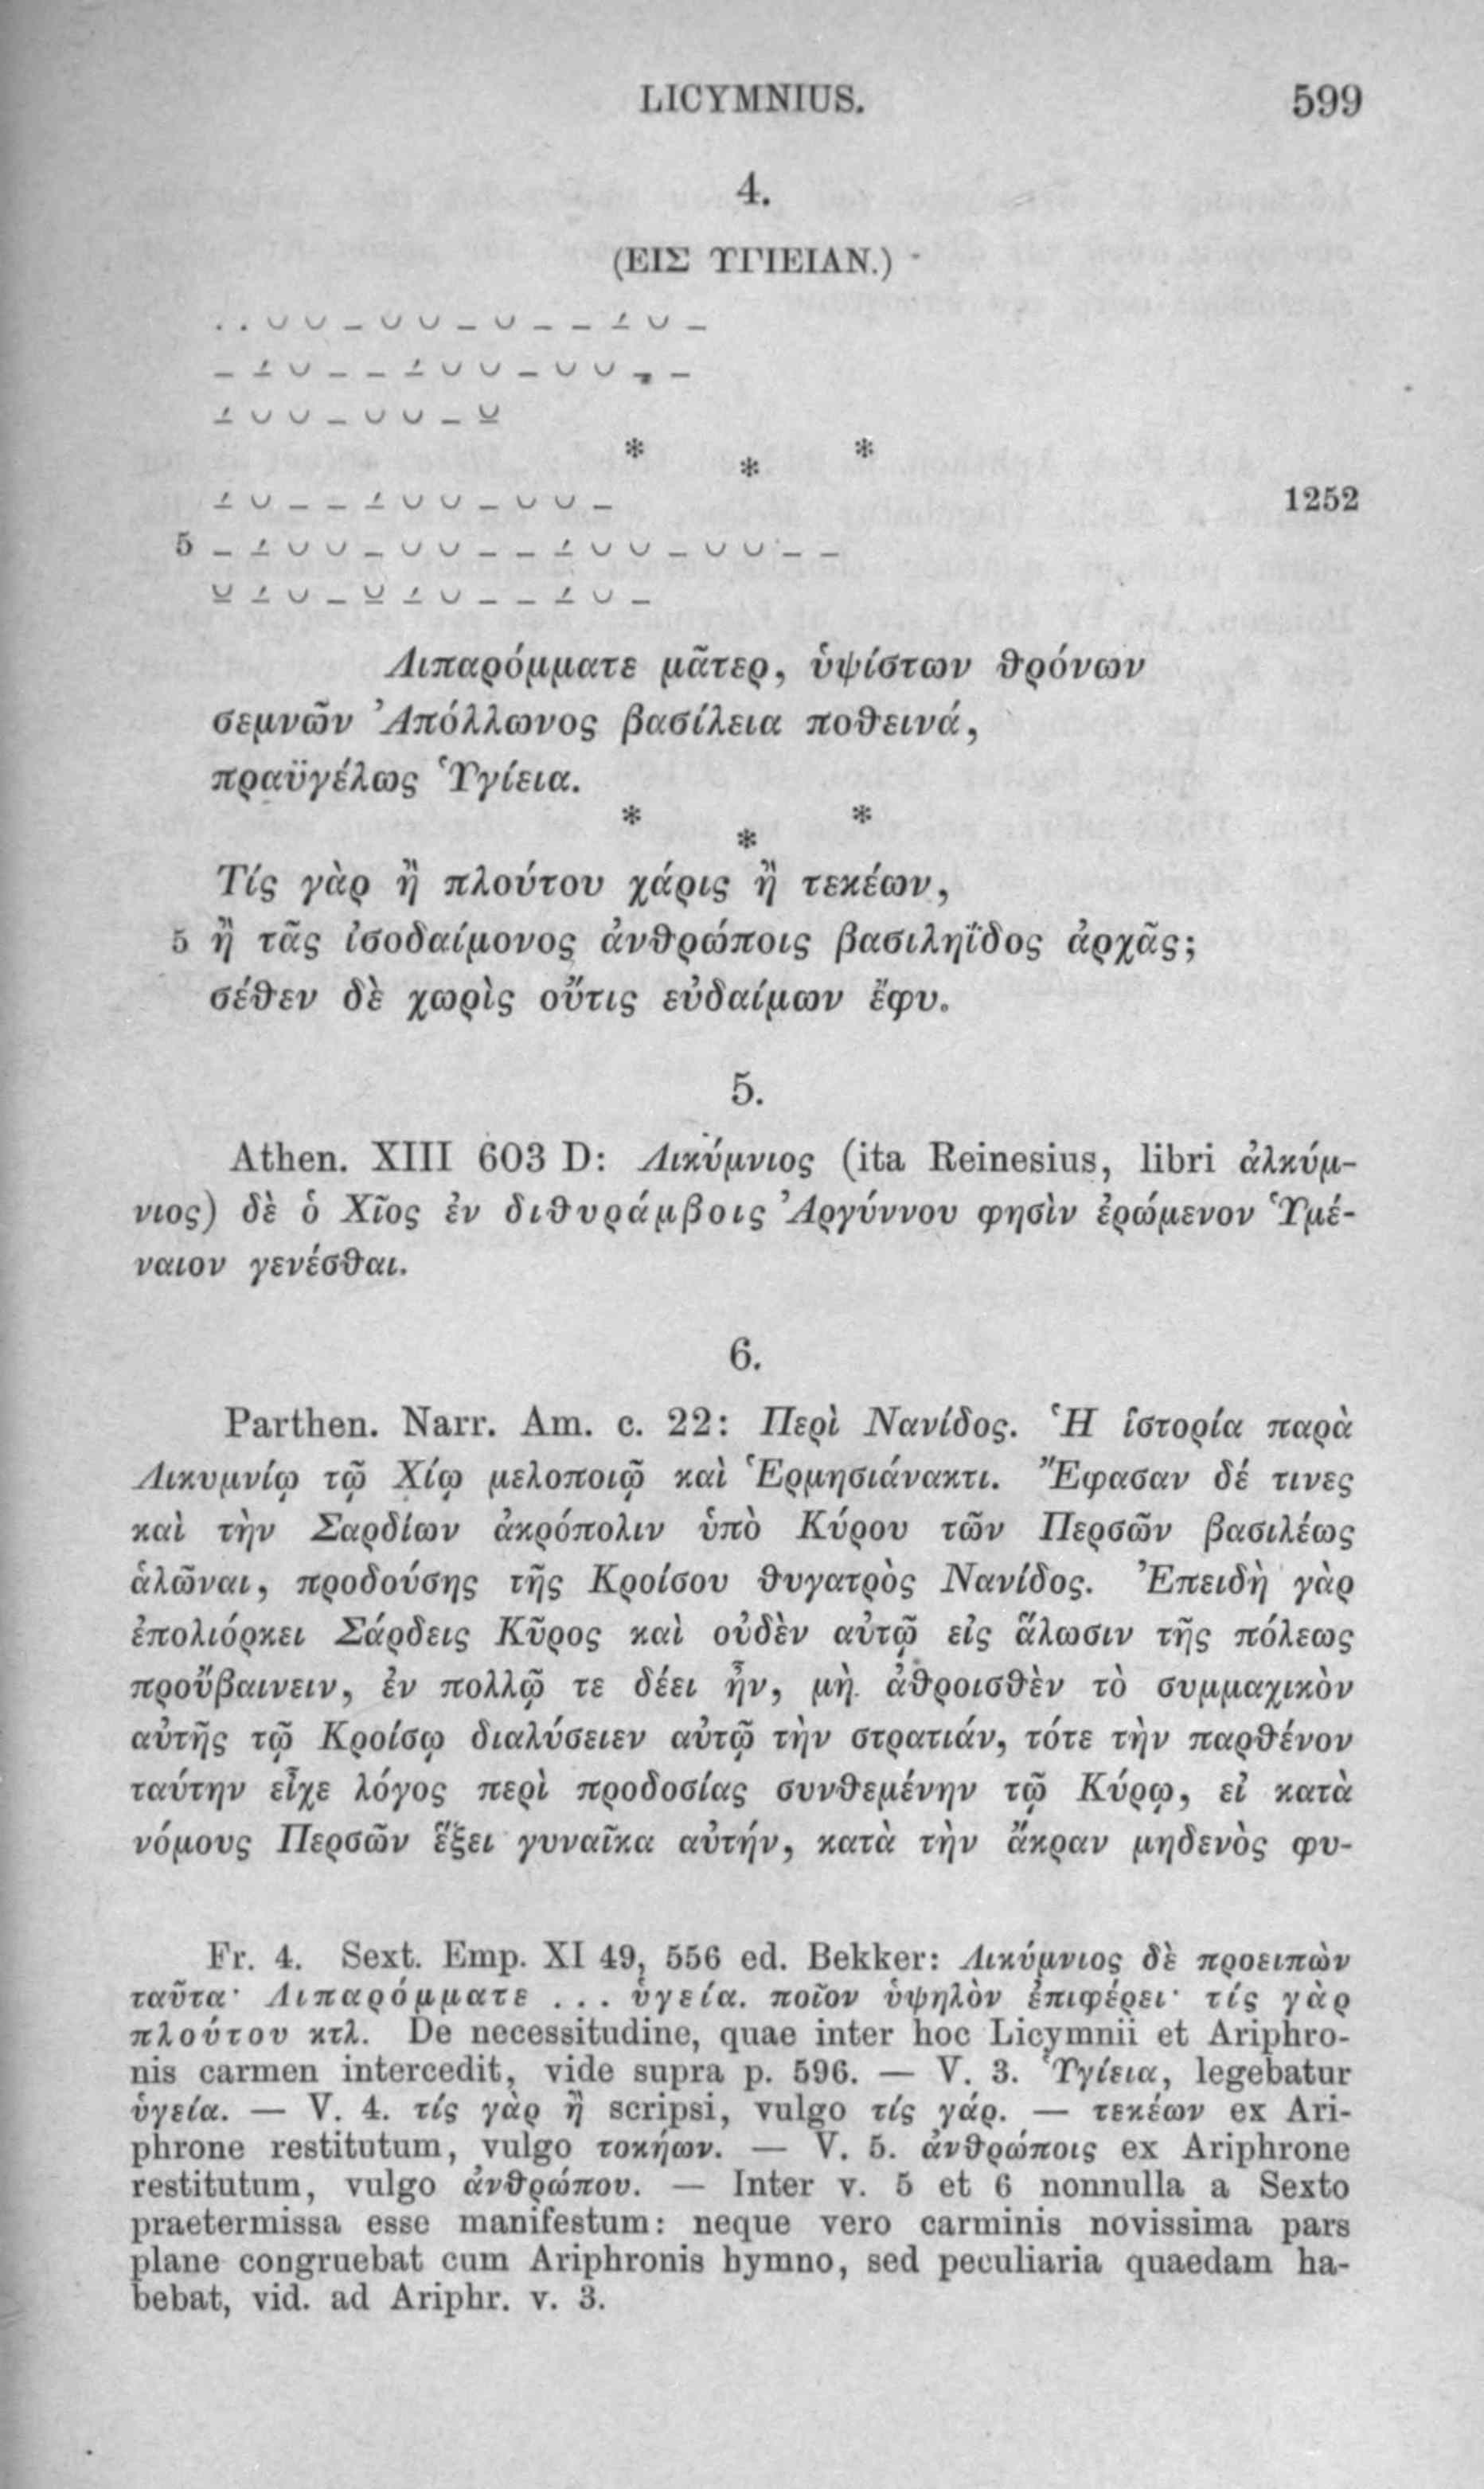 LICYMNIUS. 599
4.
(ΕΙΣ ΥΓΙΕΙΑΝ.)
. . ∪ ∪ – ∪ ∪ – ∪ – – –́ ∪ –
– –́ ∪ – – –́ ∪ ∪ – ∪ ∪ – –
–́ ∪ ∪ – ∪ ∪ – ⊻
* * *
–́ ∪ – – –́ ∪ ∪ – ∪ ∪ – 1252
5 – –́ ∪ ∪ – ∪ ∪ – – –́ ∪ ∪ – ∪ ∪ – –
⊻ –́ ∪ – ⊻ –́ ∪ – – –́ ∪ –
Λιπαρόμματε μᾶτερ, ὑψίστων θρόνων
σεμνῶν Ἀπόλλωνος βασίλεια ποθεινά,
πραϋγέλως Ὑγίεια.
* * *
Τίς γὰρ ἢ πλούτου χάρις ἢ τεκέων,
5 ἢ τᾶς ἰσοδαίμονος ἀνθρώποις βασιληΐδος ἀρχᾶς;
σέθεν δὲ χωρὶς οὔτις εὐδαίμων ἔφυ.
5.
Athen. XIII 603 D: Λικύμνιος (ita Reinesius, libri ἀλκύμ-
νιος) δὲ ὁ Χῖος ἐν διθυράμβοις Ἀργύννου φησὶν ἐρώμενον Ὑμέ-
ναιον γενέσθαι.
6.
Parthen. Narr. Am. c. 22: Περὶ Νανίδος. Ἡ ἱστορία παρὰ
Λικυμνίῳ τῷ Χίῳ μελοποιῷ καὶ Ἑρμησιάνακτι. Ἔφασαν δέ τινες
καὶ τὴν Σαρδίων ἀκρόπολιν ὑπὸ Κύρου τῶν Περσῶν βασιλέως
ἁλῶναι, προδούσης τῆς Κροίσου θυγατρὸς Νανίδος. Ἐπειδὴ γὰρ
ἐπολιόρκει Σάρδεις Κῦρος καὶ οὐδὲν αὐτῷ εἰς ἅλωσιν τῆς πόλεως
προὔβαινειν, ἐν πολλῷ τε δέει ἦν, μὴ ἀθροισθὲν τὸ συμμαχικὸν
αὐτῆς τῷ Κροίσῳ διαλύσειεν αὐτῷ τὴν στρατιάν, τότε τὴν παρθένον
ταύτην εἶχε λόγος περὶ προδοσίας συνθεμένην τῷ Κύρῳ, εἰ κατὰ
νόμους Περσῶν ἕξει γυναῖκα αὐτήν, κατὰ τὴν ἄκραν μηδενὸς φυ-
Fr. 4. Sext. Emp. XI 49, 556 ed. Bekker: Λικύμνιος δὲ προειπὼν
ταῦτα· Λιπαρόμματε ... ὑγεία. ποῖον ὑψηλὸν ἐπιφέρει· τίς γὰρ
πλούτου κτλ. De necessitudine, quae inter hoc Licymnii et Ariphro-
nis carmen intercedit, vide supra p. 596. — V. 3. Ὑγίεια, legebatur
ὑγεία. — V. 4. τίς γὰρ ἢ scripsi, vulgo τίς γάρ. — τεκέων ex Ari-
phrone restitutum, vulgo τοκήων. — V. 5. ἀνθρώποις ex Ariphrone
restitutum, vulgo ἀνθρώπου. — Inter v. 5 et 6 nonnulla a Sexto
praetermissa esse manifestum: neque vero carminis novissima pars
plane congruebat cum Ariphronis hymno, sed peculiaria quaedam ha-
bebat, vid. ad Ariphr. v. 3.